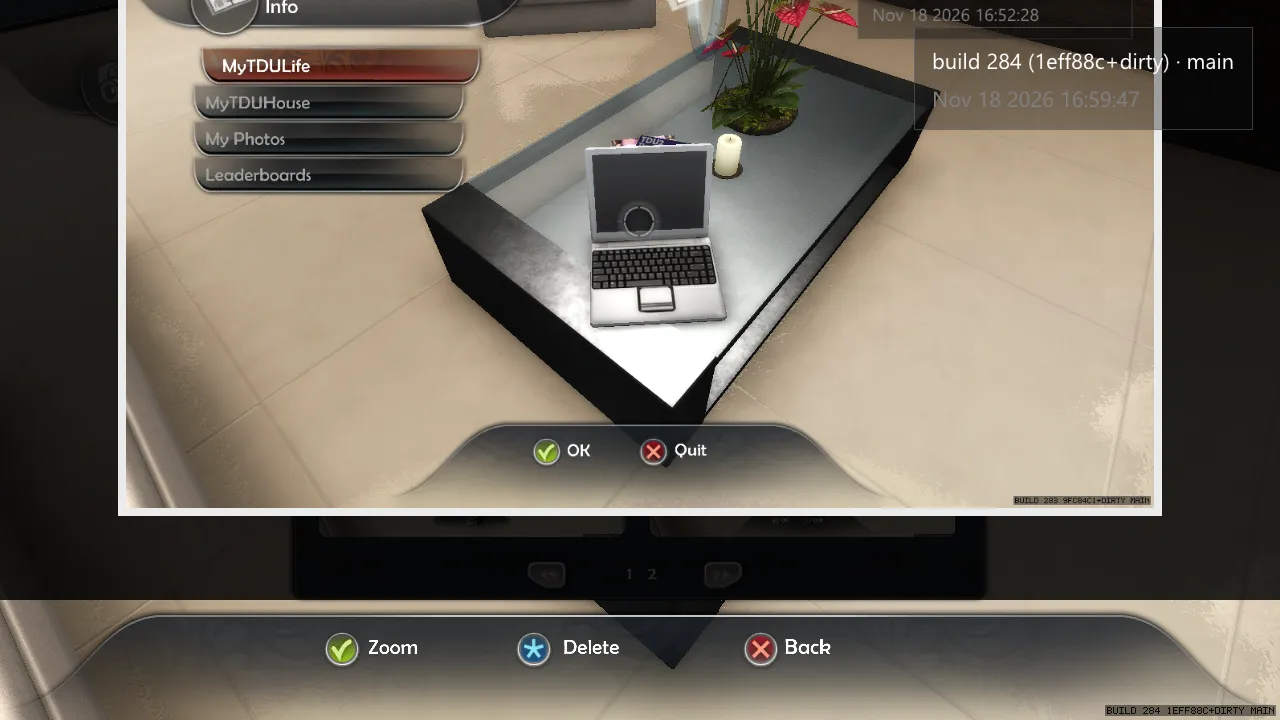 Info
Nov 18 2026 16:52:28
build 284 (1eff88c+dirty) · main
Nov 18 2026 16:59:47
MyTDULife
MyTDUHouse
My Photos
Leaderboards
OK
Quit
BUILD 283 9FC84C1+DIRTY MAIN
1 2
Zoom
Delete
Back
BUILD 284 1EFF88C+DIRTY MAIN